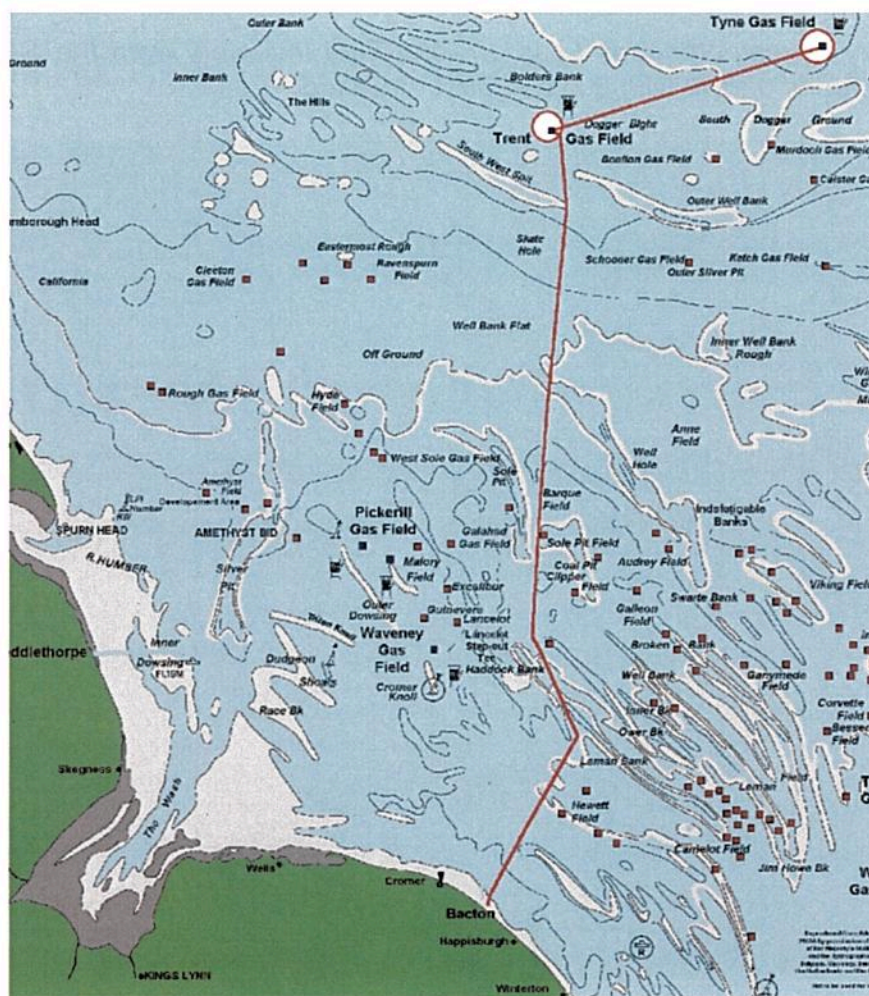 Tyne Gas Field
Outer Bank
Ground
Inner Bank
Bolders Bank
The Hills
Dogger Bight
South Dogger Ground
Trent Gas Field
Murdoch Gas Field
Boulton Gas Field
South West Spit
Outer Well Bank
mborough Head
Skate
Hole
Eastermost Rough
Cleeton
Gas Field
Ravenspurn
Field
Schooner Gas Field
Ketch Gas Field
Outer Silver Pit
California
Well Bank Flat
Inner Well Bank
Rough
Off Ground
Rough Gas Field
Hyde
Field
Anne
Field
Well
Hole
West Sole Gas Field
Sole
Pit
Amethyst
Field
Developement Area
Barque
Field
Indefatigable
Banks
SPURN HEAD
AMETHYST BID
Pickerill
Gas Field
Galahad
Gas Field
Sole Pit Field
R. HUMBER
Silver
Pit
Malory
Field
Coal Pit
Clipper
Field
Audrey Field
Viking Field
Excalibur
Outer
Dowsing
Guinevere
Galleon
Field
Swarte Bank
Lancelot
Waveney
Gas
Field
Lancelot
Step-out
Tee
Broken Bank
ddlethorpe
Inner
Dowsing
Dudgeon
Shoals
Haddock Bank
Well Bank
Ganymede
Field
Cromer
Knoll
Race Bk
Inner Bk
Corvette
Field
Ower Bk
Leman Bank
Skegness
The Wash
Leman Field
Hewett
Field
Camelot Field
Jim Howe Bk
Wells
Cromer
Bacton
Happisburgh
KINGS LYNN
Winterton